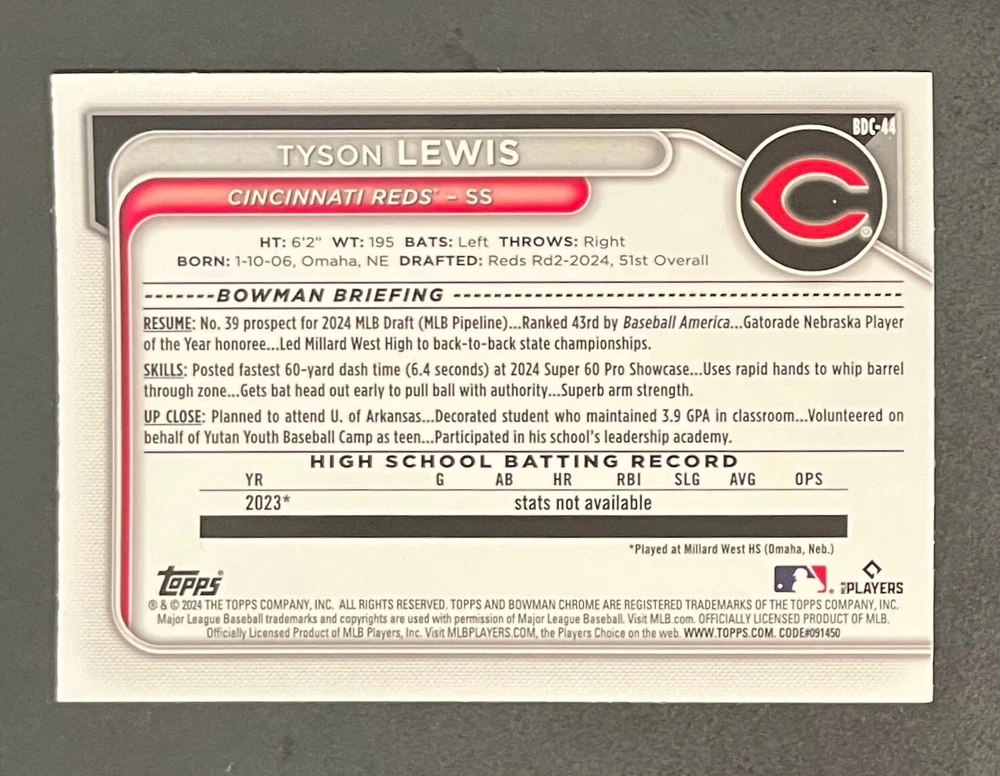 BDC-44
TYSON LEWIS
CINCINNATI REDS® – SS
HT: 6'2" WT: 195 BATS: Left THROWS: Right
BORN: 1-10-06, Omaha, NE DRAFTED: Reds Rd2-2024, 51st Overall
-------BOWMAN BRIEFING -------
RESUME: No. 39 prospect for 2024 MLB Draft (MLB Pipeline)...Ranked 43rd by Baseball America...Gatorade Nebraska Player
of the Year honoree...Led Millard West High to back-to-back state championships.
SKILLS: Posted fastest 60-yard dash time (6.4 seconds) at 2024 Super 60 Pro Showcase...Uses rapid hands to whip barrel
through zone...Gets bat head out early to pull ball with authority...Superb arm strength.
UP CLOSE: Planned to attend U. of Arkansas...Decorated student who maintained 3.9 GPA in classroom...Volunteered on
behalf of Yutan Youth Baseball Camp as teen...Participated in his school's leadership academy.
HIGH SCHOOL BATTING RECORD
YR G AB HR RBI SLG AVG OPS
2023* stats not available
*Played at Millard West HS (Omaha, Neb.)
Topps®
MLB PLAYERS
® & © 2024 THE TOPPS COMPANY, INC. ALL RIGHTS RESERVED. TOPPS AND BOWMAN CHROME ARE REGISTERED TRADEMARKS OF THE TOPPS COMPANY, INC.
Major League Baseball trademarks and copyrights are used with permission of Major League Baseball. Visit MLB.com. OFFICIALLY LICENSED PRODUCT OF MLB.
Officially Licensed Product of MLB Players, Inc. Visit MLBPLAYERS.COM, the Players Choice on the web. WWW.TOPPS.COM. CODE#091450